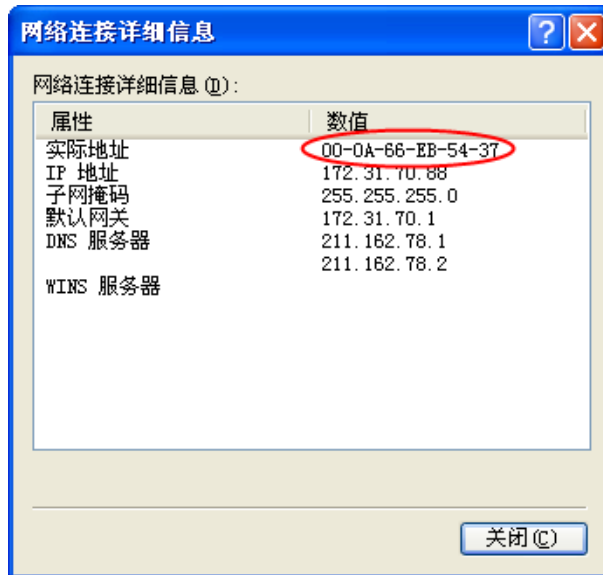 网络连接详细信息
网络连接详细信息(D):
属性 数值
实际地址 00-0A-66-EB-54-37
IP 地址 172.31.70.88
子网掩码 255.255.255.0
默认网关 172.31.70.1
DNS 服务器 211.162.78.1
211.162.78.2
WINS 服务器
关闭(C)